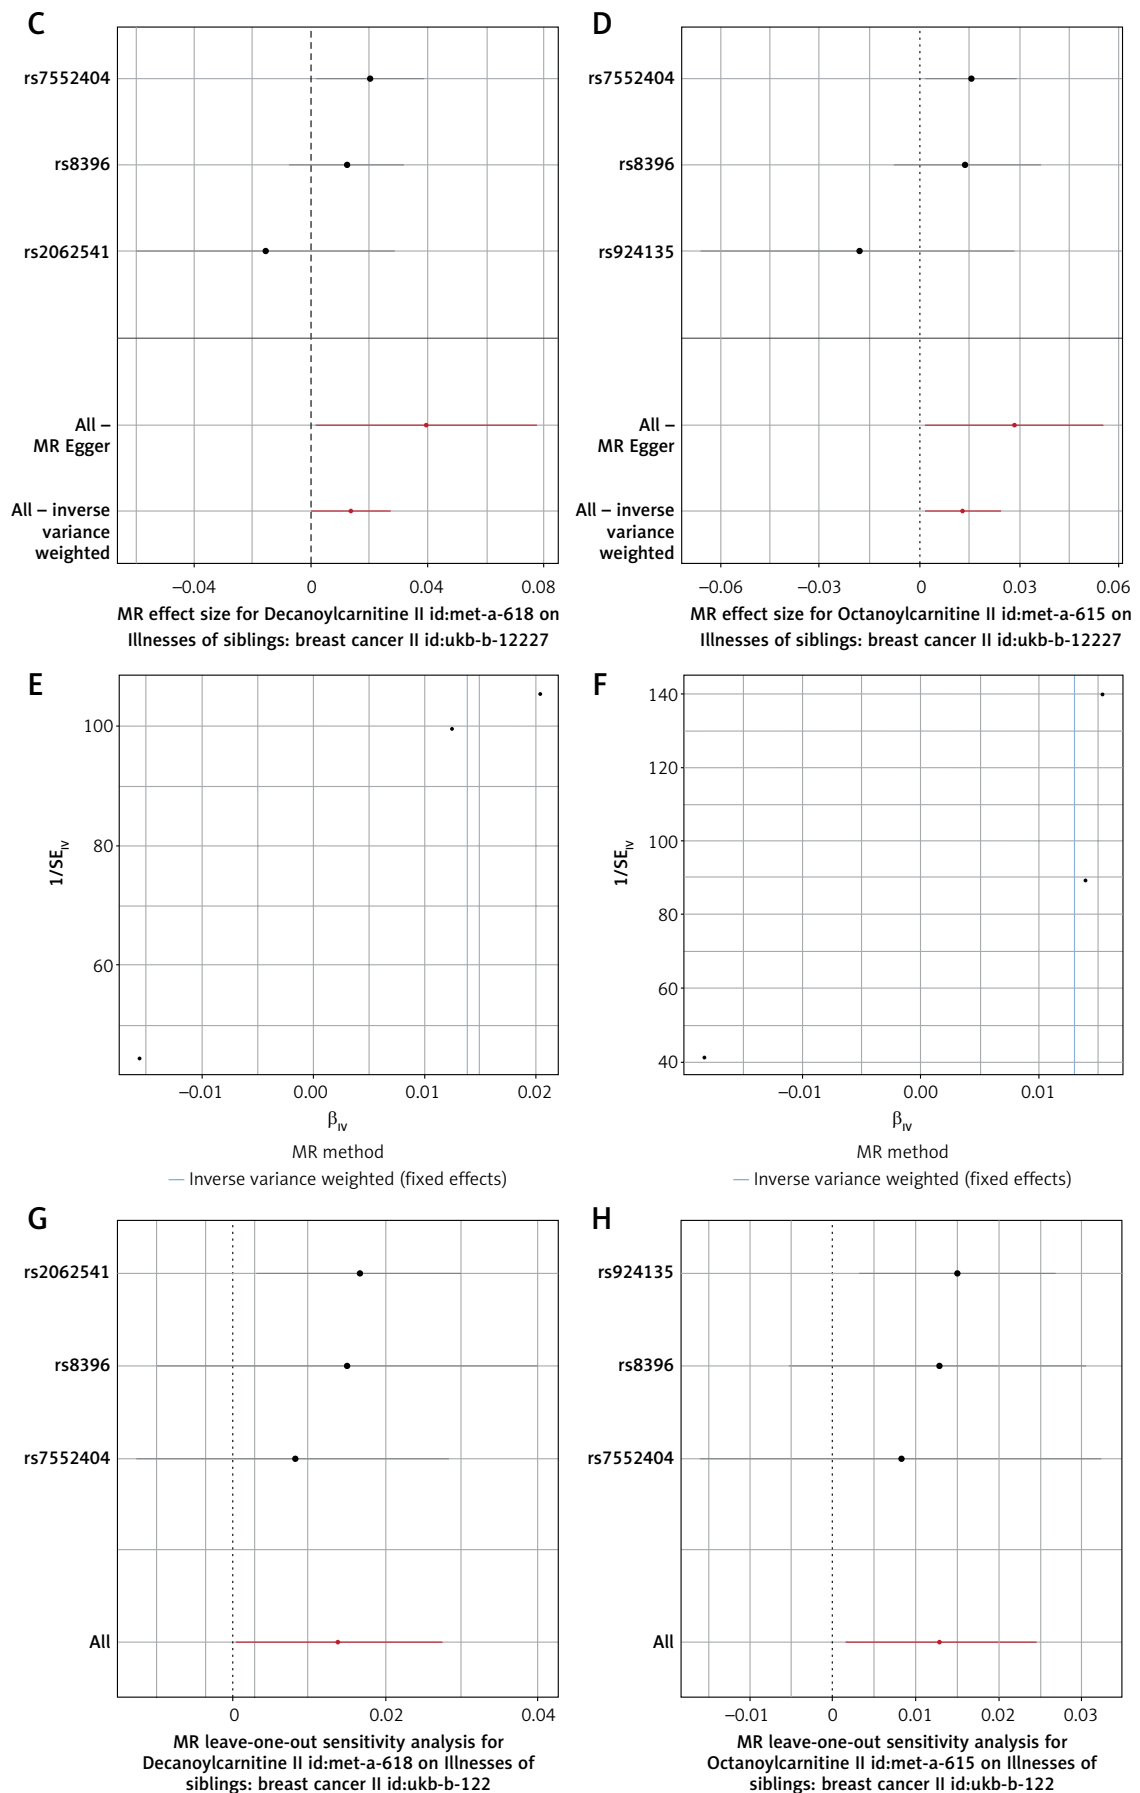 C
rs7552404
rs8396
rs2062541
All –
MR Egger
All – inverse
variance
weighted
–0.04
0
0.04
0.08
MR effect size for Decanoylcarnitine II id:met-a-618 on
Illnesses of siblings: breast cancer II id:ukb-b-12227
D
rs7552404
rs8396
rs924135
All –
MR Egger
All – inverse
variance
weighted
–0.06
–0.03
0
0.03
0.06
MR effect size for Octanoylcarnitine II id:met-a-615 on
Illnesses of siblings: breast cancer II id:ukb-b-12227
E
100
80
60
1/SE_IV
–0.01
0.00
0.01
0.02
β_IV
MR method
— Inverse variance weighted (fixed effects)
F
140
120
100
80
60
40
1/SE_IV
–0.01
0.00
0.01
β_IV
MR method
— Inverse variance weighted (fixed effects)
G
rs2062541
rs8396
rs7552404
All
0
0.02
0.04
MR leave-one-out sensitivity analysis for
Decanoylcarnitine II id:met-a-618 on Illnesses of
siblings: breast cancer II id:ukb-b-122
H
rs924135
rs8396
rs7552404
All
–0.01
0
0.01
0.02
0.03
MR leave-one-out sensitivity analysis for
Octanoylcarnitine II id:met-a-615 on Illnesses of
siblings: breast cancer II id:ukb-b-122